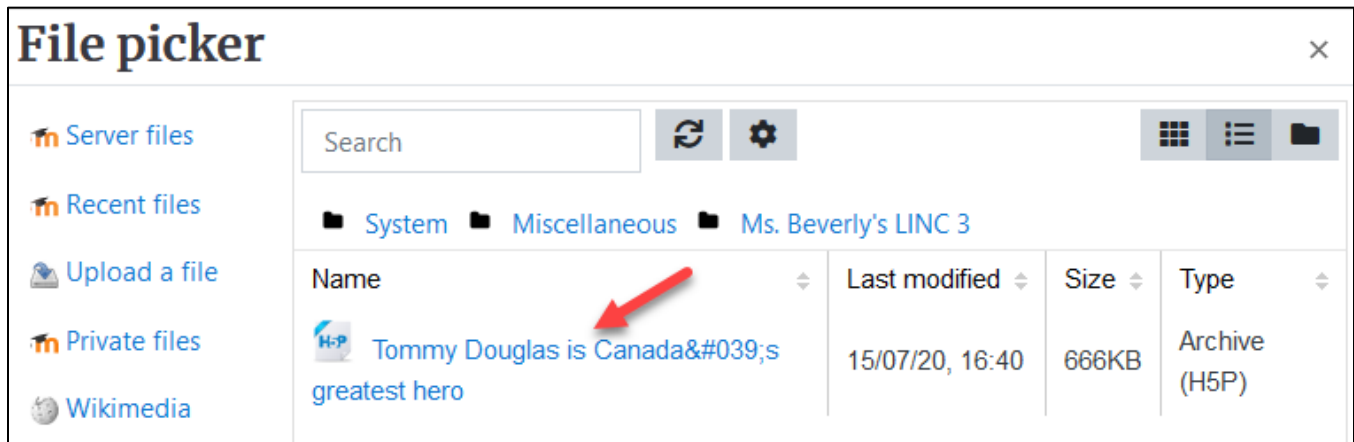 File picker
×
Server files
Recent files
Upload a file
Private files
Wikimedia
Search
System Miscellaneous Ms. Beverly's LINC 3
Name Last modified Size Type
H-P Tommy Douglas is Canada&#039;s
greatest hero
15/07/20, 16:40
666KB
Archive
(H5P)